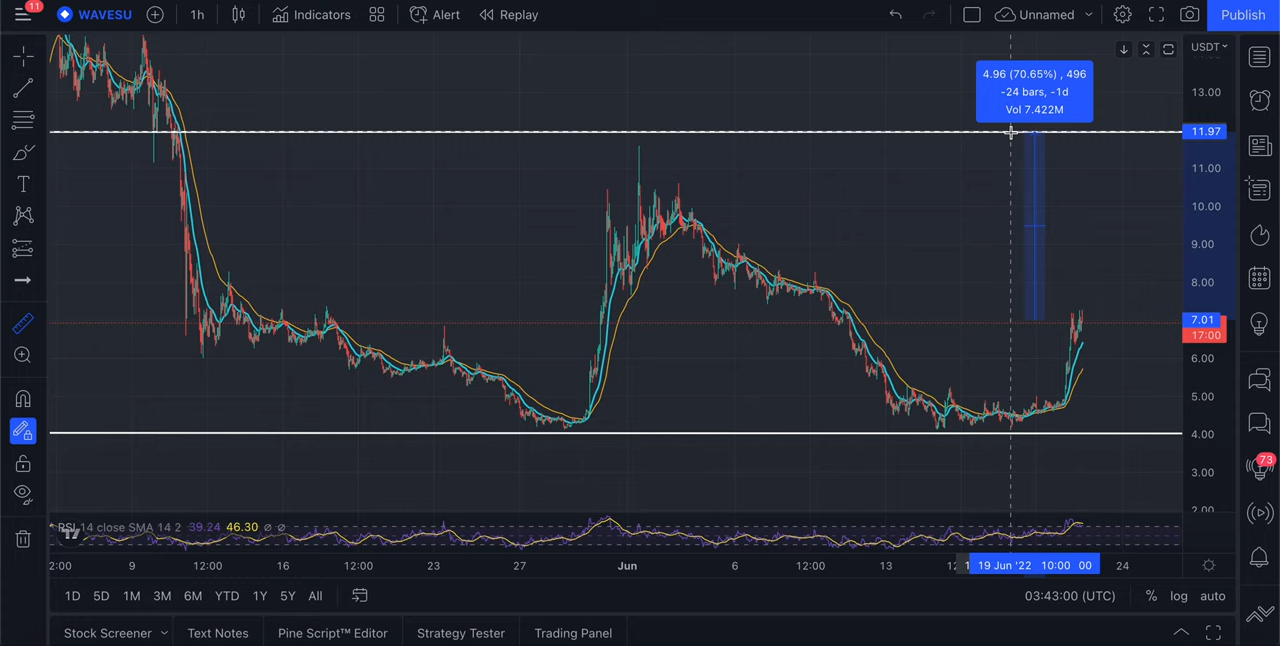 11 WAVESU 1h Indicators Alert Replay Unnamed Publish
USDT
4.96 (70.65%) , 496
-24 bars, -1d
Vol 7.422M
13.00
11.97
11.00
10.00
9.00
8.00
7.01
17:00
6.00
5.00
4.00
3.00
2.00
73
RSI 14 close SMA 14 2 39.24 46.30 ∅ ∅
2:00 9 12:00 16 12:00 23 27 Jun 6 12:00 13 12 1 19 Jun '22 10:00 00 24
1D 5D 1M 3M 6M YTD 1Y 5Y All 03:43:00 (UTC) % log auto
Stock Screener Text Notes Pine Script™ Editor Strategy Tester Trading Panel